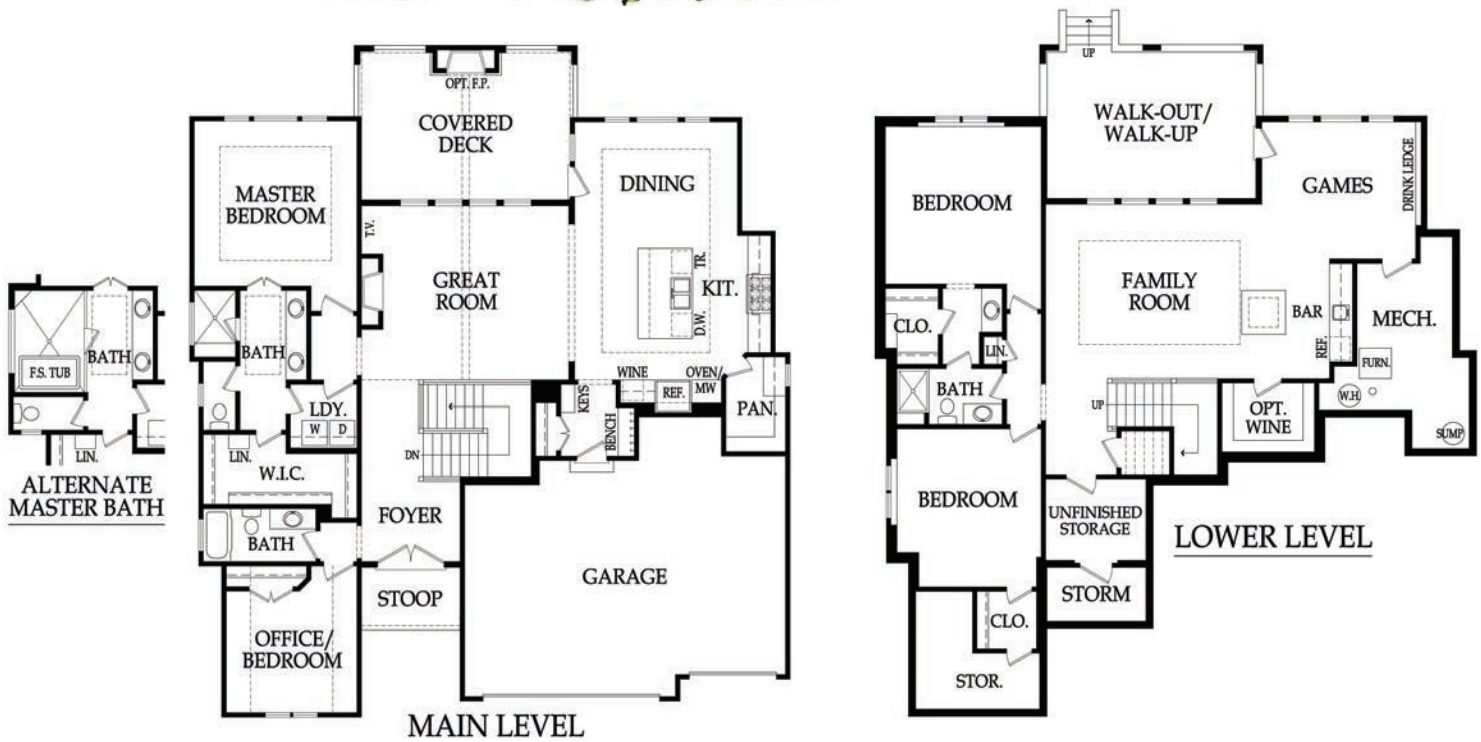 OPT. F.P.
COVERED
DECK
MASTER
BEDROOM
T.V.
DINING
GREAT
ROOM
TR.
KIT.
D.W.
BATH
F.S. TUB
LIN.
ALTERNATE
MASTER BATH
BATH
LDY.
W
D
LIN.
W.I.C.
WINE
OVEN/
MW
REF.
KEYS
BENCH
PAN.
DN
FOYER
BATH
STOOP
GARAGE
OFFICE/
BEDROOM
MAIN LEVEL
UP
WALK-OUT/
WALK-UP
BEDROOM
GAMES
DRINK LEDGE
FAMILY
ROOM
BAR
REF.
MECH.
FURN.
W.H.
SUMP
CLO.
LIN.
BATH
UP
OPT.
WINE
BEDROOM
UNFINISHED
STORAGE
STORM
CLO.
STOR.
LOWER LEVEL